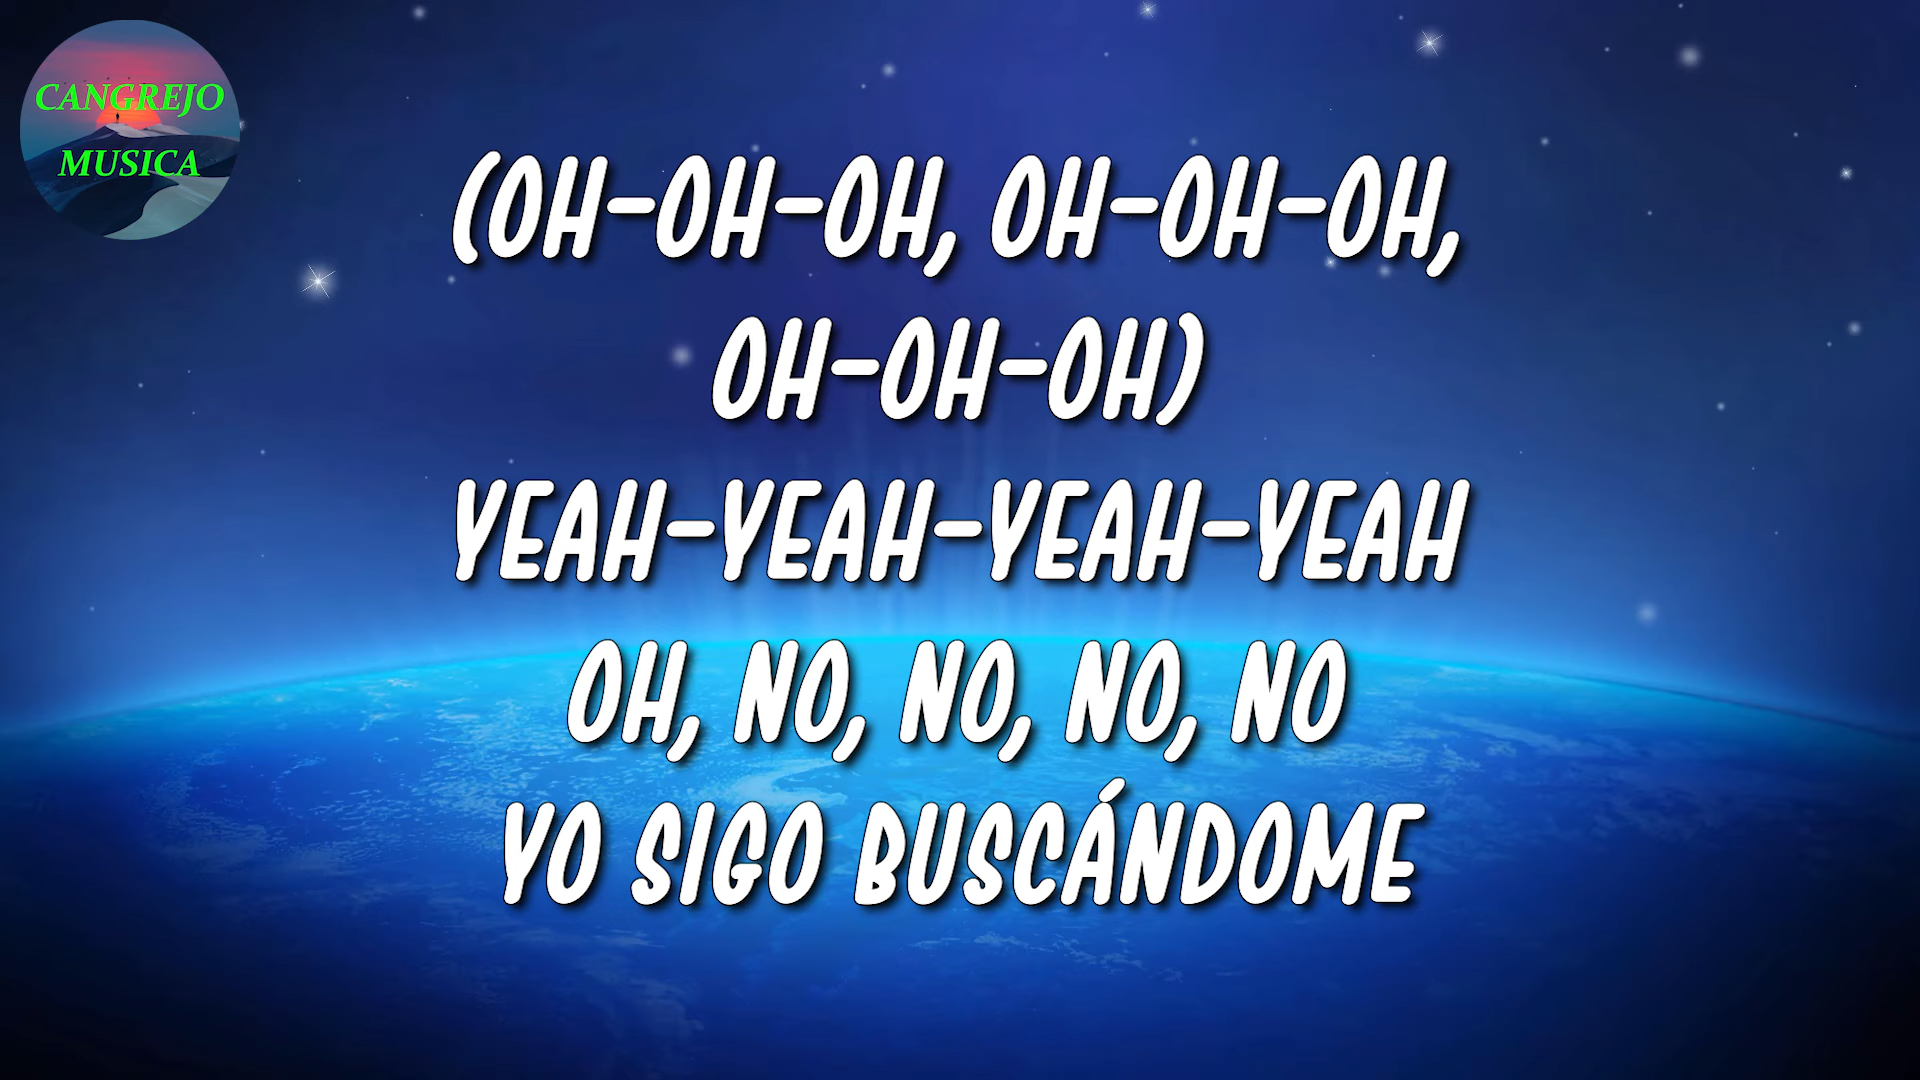 CANGREJO
MUSICA
(OH-OH-OH, OH-OH-OH,
OH-OH-OH)
YEAH-YEAH-YEAH-YEAH
OH, NO, NO, NO, NO
YO SIGO BUSCÁNDOME